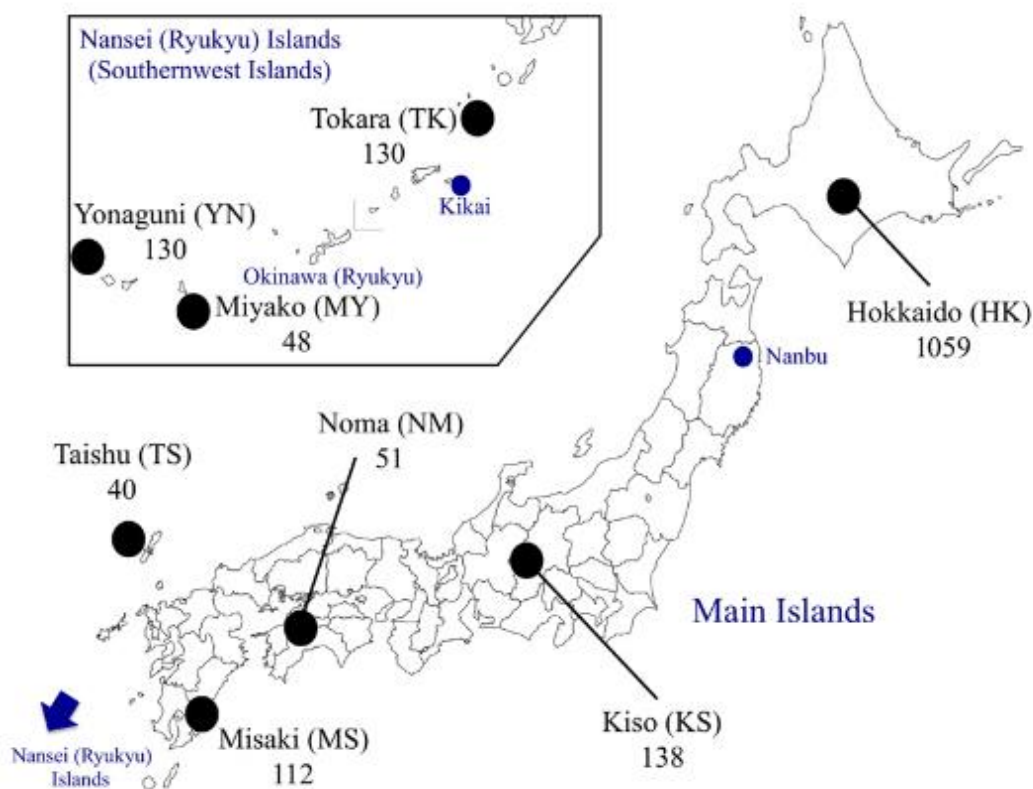 Nansei (Ryukyu) Islands
(Southernwest Islands)
Tokara (TK)
130
Kikai
Yonaguni (YN)
130
Okinawa (Ryukyu)
Miyako (MY)
48
Hokkaido (HK)
1059
Nanbu
Noma (NM)
51
Taishu (TS)
40
Main Islands
Kiso (KS)
138
Misaki (MS)
112
Nansei (Ryukyu)
Islands